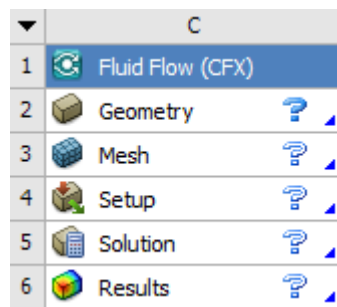 C
1 Fluid Flow (CFX)
2 Geometry ?
3 Mesh ?
4 Setup ?
5 Solution ?
6 Results ?